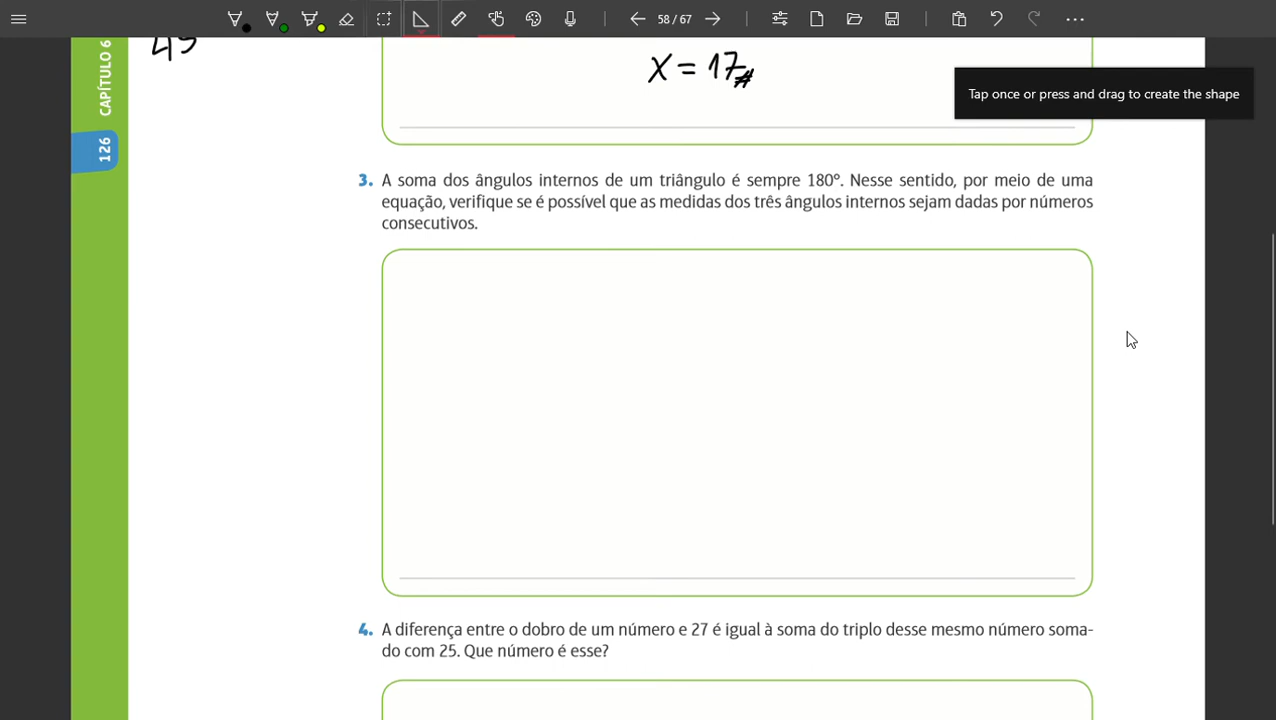 58 / 67
45
CAPÍTULO 6
126
X = 17
Tap once or press and drag to create the shape
3. A soma dos ângulos internos de um triângulo é sempre 180°. Nesse sentido, por meio de uma
equação, verifique se é possível que as medidas dos três ângulos internos sejam dadas por números
consecutivos.
4. A diferença entre o dobro de um número e 27 é igual à soma do triplo desse mesmo número soma-
do com 25. Que número é esse?